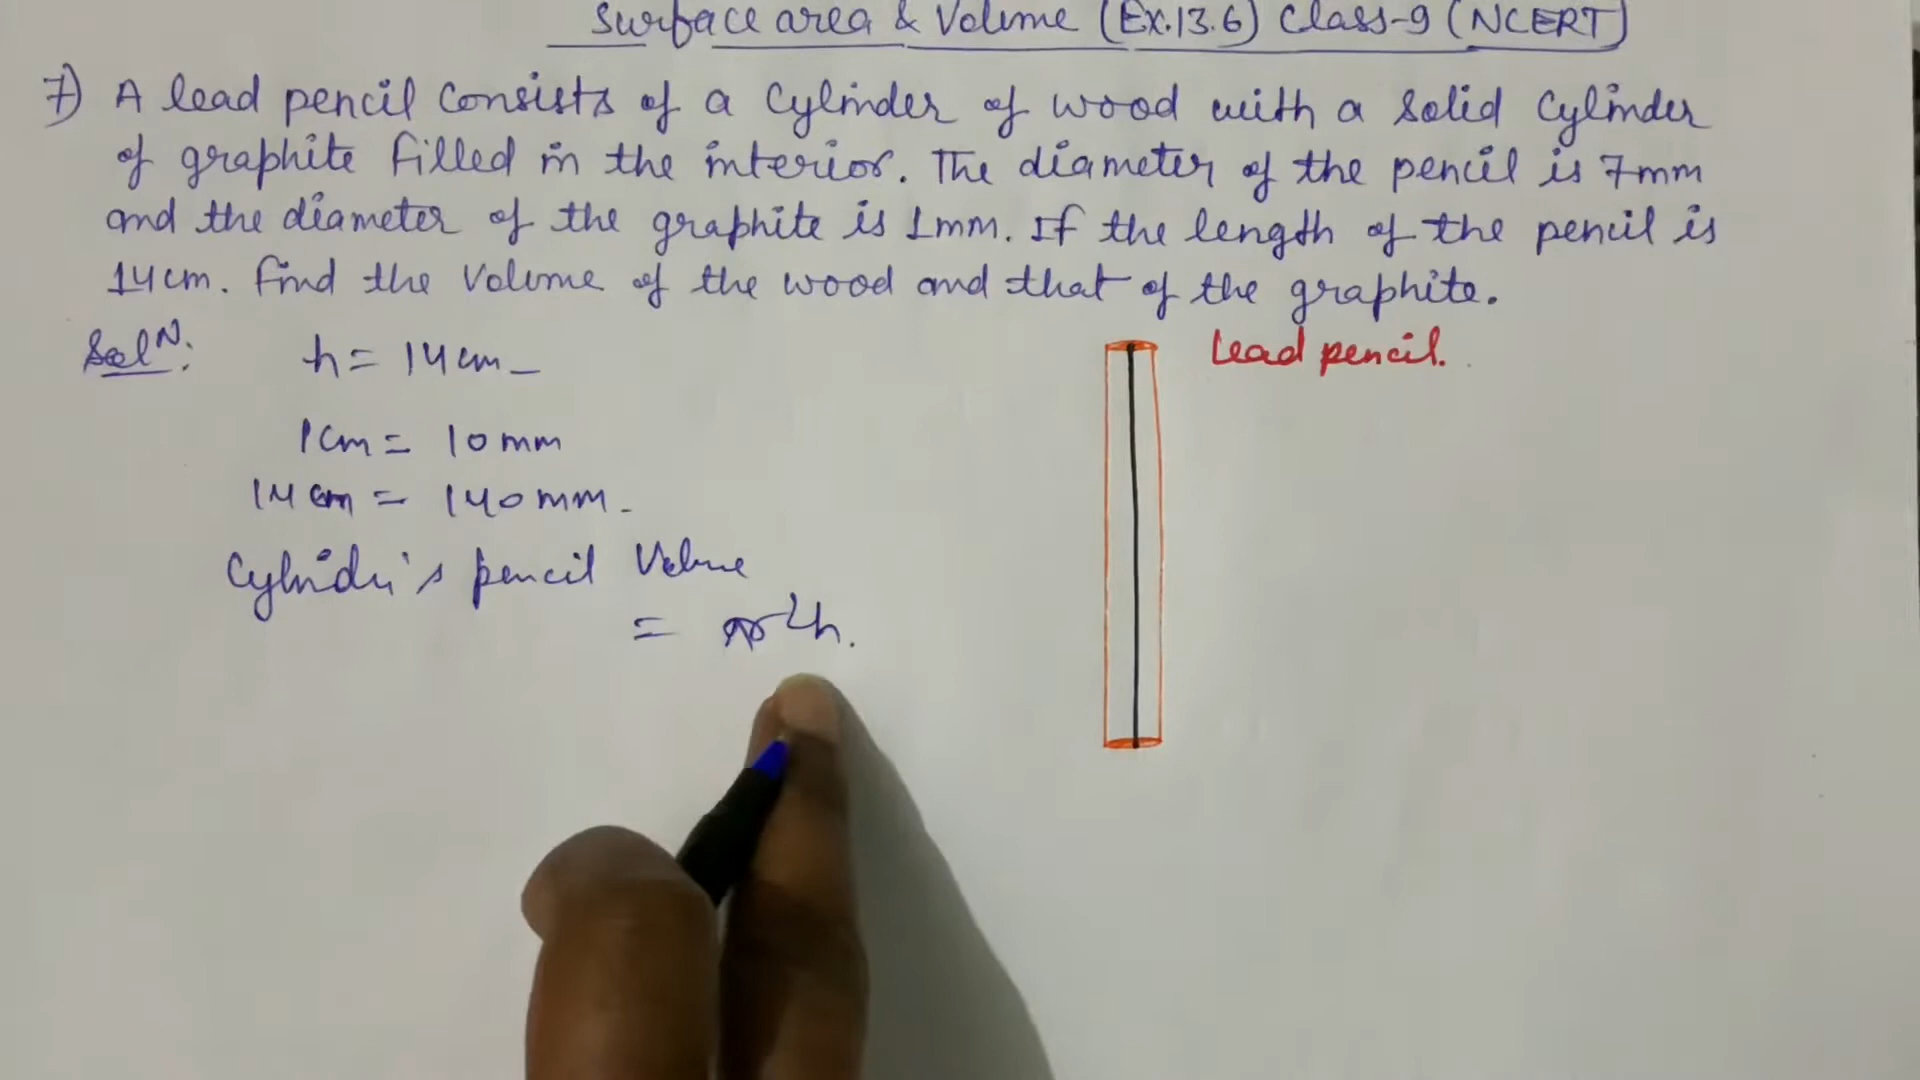 Surface area & Volume (Ex.13.6) Class-9 (NCERT)
7) A lead pencil consists of a cylinder of wood with a solid cylinder
of graphite filled in the interior. The diameter of the pencil is 7mm
and the diameter of the graphite is 1mm. If the length of the pencil is
14cm. Find the volume of the wood and that of the graphite.
Solⁿ: h = 14cm
Lead pencil.
1cm = 10mm
14cm = 140mm.
Cylinder's pencil Volume
= πr²h.